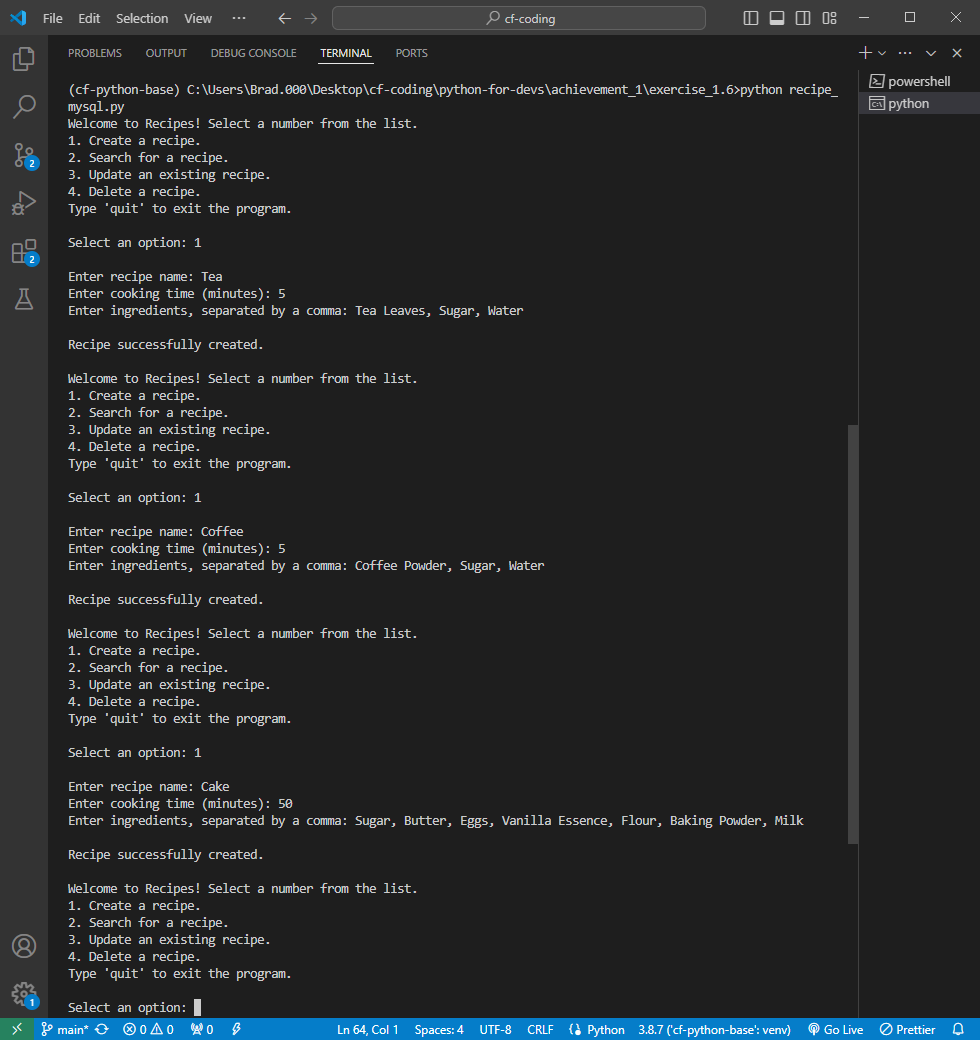 File Edit Selection View ··· cf-coding
PROBLEMS OUTPUT DEBUG CONSOLE TERMINAL PORTS
powershell
python
(cf-python-base) C:\Users\Brad.000\Desktop\cf-coding\python-for-devs\achievement_1\exercise_1.6>python recipe_
mysql.py
Welcome to Recipes! Select a number from the list.
1. Create a recipe.
2. Search for a recipe.
3. Update an existing recipe.
4. Delete a recipe.
Type 'quit' to exit the program.
Select an option: 1
Enter recipe name: Tea
Enter cooking time (minutes): 5
Enter ingredients, separated by a comma: Tea Leaves, Sugar, Water
Recipe successfully created.
Welcome to Recipes! Select a number from the list.
1. Create a recipe.
2. Search for a recipe.
3. Update an existing recipe.
4. Delete a recipe.
Type 'quit' to exit the program.
Select an option: 1
Enter recipe name: Coffee
Enter cooking time (minutes): 5
Enter ingredients, separated by a comma: Coffee Powder, Sugar, Water
Recipe successfully created.
Welcome to Recipes! Select a number from the list.
1. Create a recipe.
2. Search for a recipe.
3. Update an existing recipe.
4. Delete a recipe.
Type 'quit' to exit the program.
Select an option: 1
Enter recipe name: Cake
Enter cooking time (minutes): 50
Enter ingredients, separated by a comma: Sugar, Butter, Eggs, Vanilla Essence, Flour, Baking Powder, Milk
Recipe successfully created.
Welcome to Recipes! Select a number from the list.
1. Create a recipe.
2. Search for a recipe.
3. Update an existing recipe.
4. Delete a recipe.
Type 'quit' to exit the program.
Select an option:
2
2
1
main* 0 0 0 Ln 64, Col 1 Spaces: 4 UTF-8 CRLF Python 3.8.7 ('cf-python-base': venv) Go Live Prettier